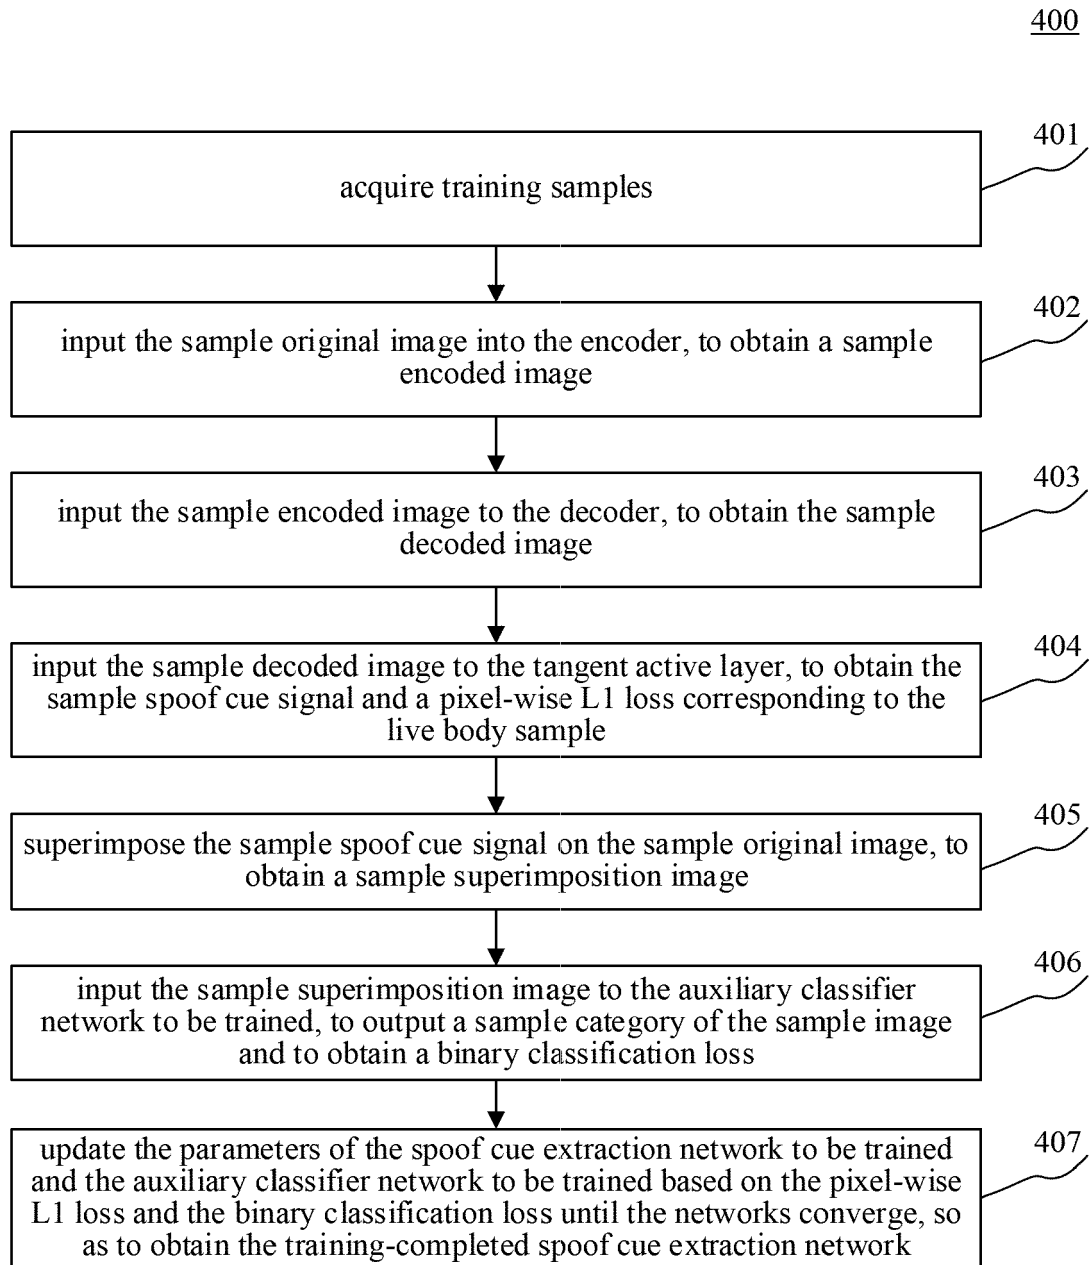 400
401
acquire training samples
402
input the sample original image into the encoder, to obtain a sample
encoded image
403
input the sample encoded image to the decoder, to obtain the sample
decoded image
404
input the sample decoded image to the tangent active layer, to obtain the
sample spoof cue signal and a pixel-wise L1 loss corresponding to the
live body sample
405
superimpose the sample spoof cue signal on the sample original image, to
obtain a sample superimposition image
406
input the sample superimposition image to the auxiliary classifier
network to be trained, to output a sample category of the sample image
and to obtain a binary classification loss
407
update the parameters of the spoof cue extraction network to be trained
and the auxiliary classifier network to be trained based on the pixel-wise
L1 loss and the binary classification loss until the networks converge, so
as to obtain the training-completed spoof cue extraction network